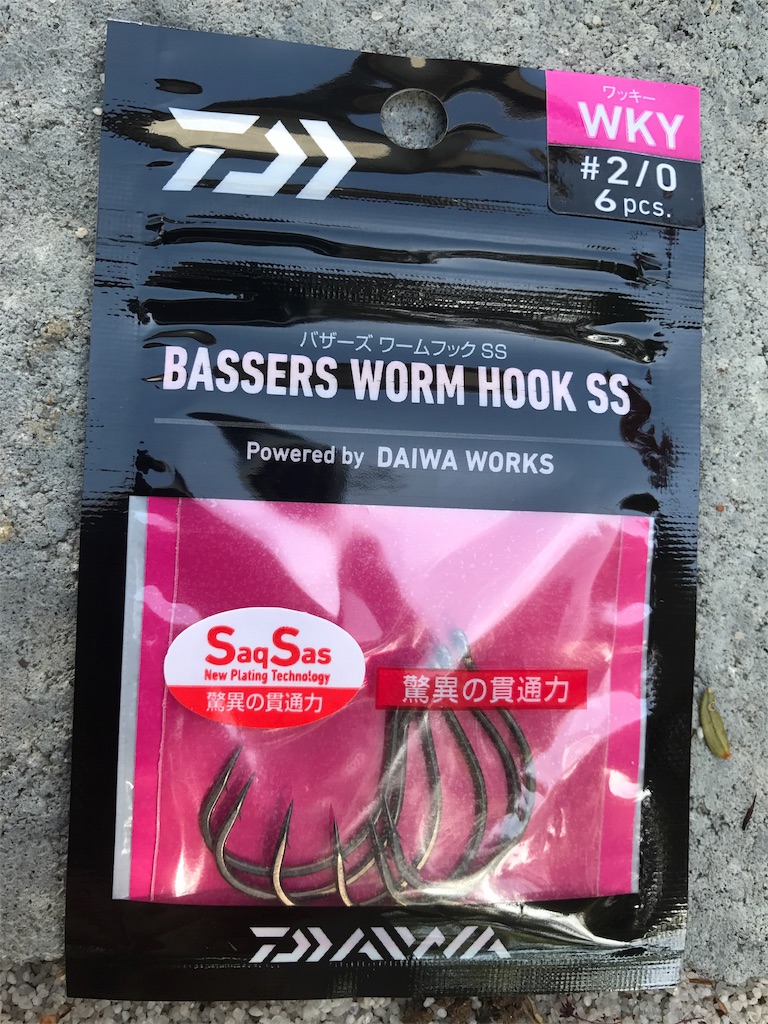 ワッキー
WKY
#2/0
6 pcs.
バザーズ ワームフック SS
BASSERS WORM HOOK SS
Powered by DAIWA WORKS
SaqSas
New Plating Technology
驚異の貫通力
驚異の貫通力
DAIWA